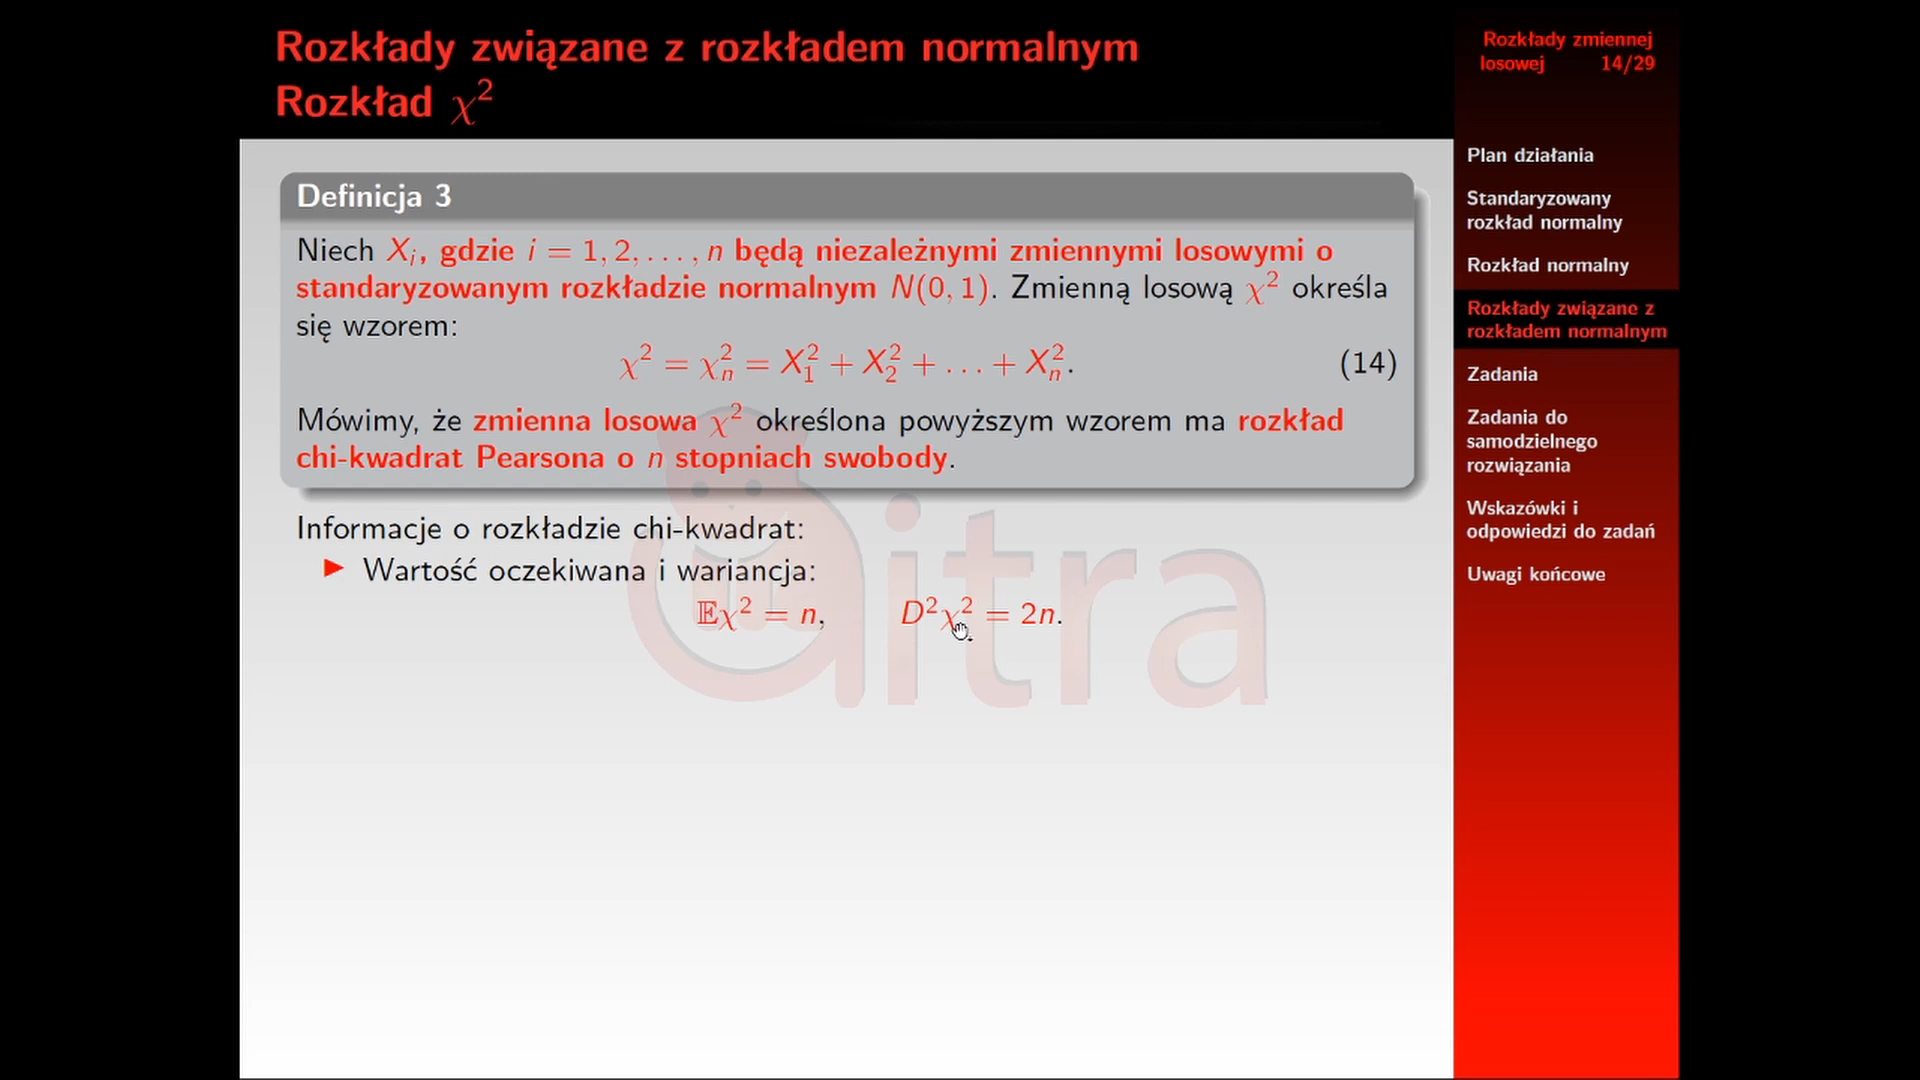 Rozkłady związane z rozkładem normalnym
Rozkład χ²
Definicja 3
Niech Xᵢ, gdzie i = 1, 2, . . . , n będą niezależnymi zmiennymi losowymi o
standaryzowanym rozkładzie normalnym N(0, 1). Zmienną losową χ² określa
się wzorem:
χ² = χₙ² = X₁² + X₂² + . . . + Xₙ². (14)
Mówimy, że zmienna losowa χ² określona powyższym wzorem ma rozkład
chi-kwadrat Pearsona o n stopniach swobody.
Informacje o rozkładzie chi-kwadrat:
▶ Wartość oczekiwana i wariancja:
𝔼χ² = n, D²χ² = 2n.
aitra
Rozkłady zmiennej
losowej 14/29
Plan działania
Standaryzowany
rozkład normalny
Rozkład normalny
Rozkłady związane z
rozkładem normalnym
Zadania
Zadania do
samodzielnego
rozwiązania
Wskazówki i
odpowiedzi do zadań
Uwagi końcowe